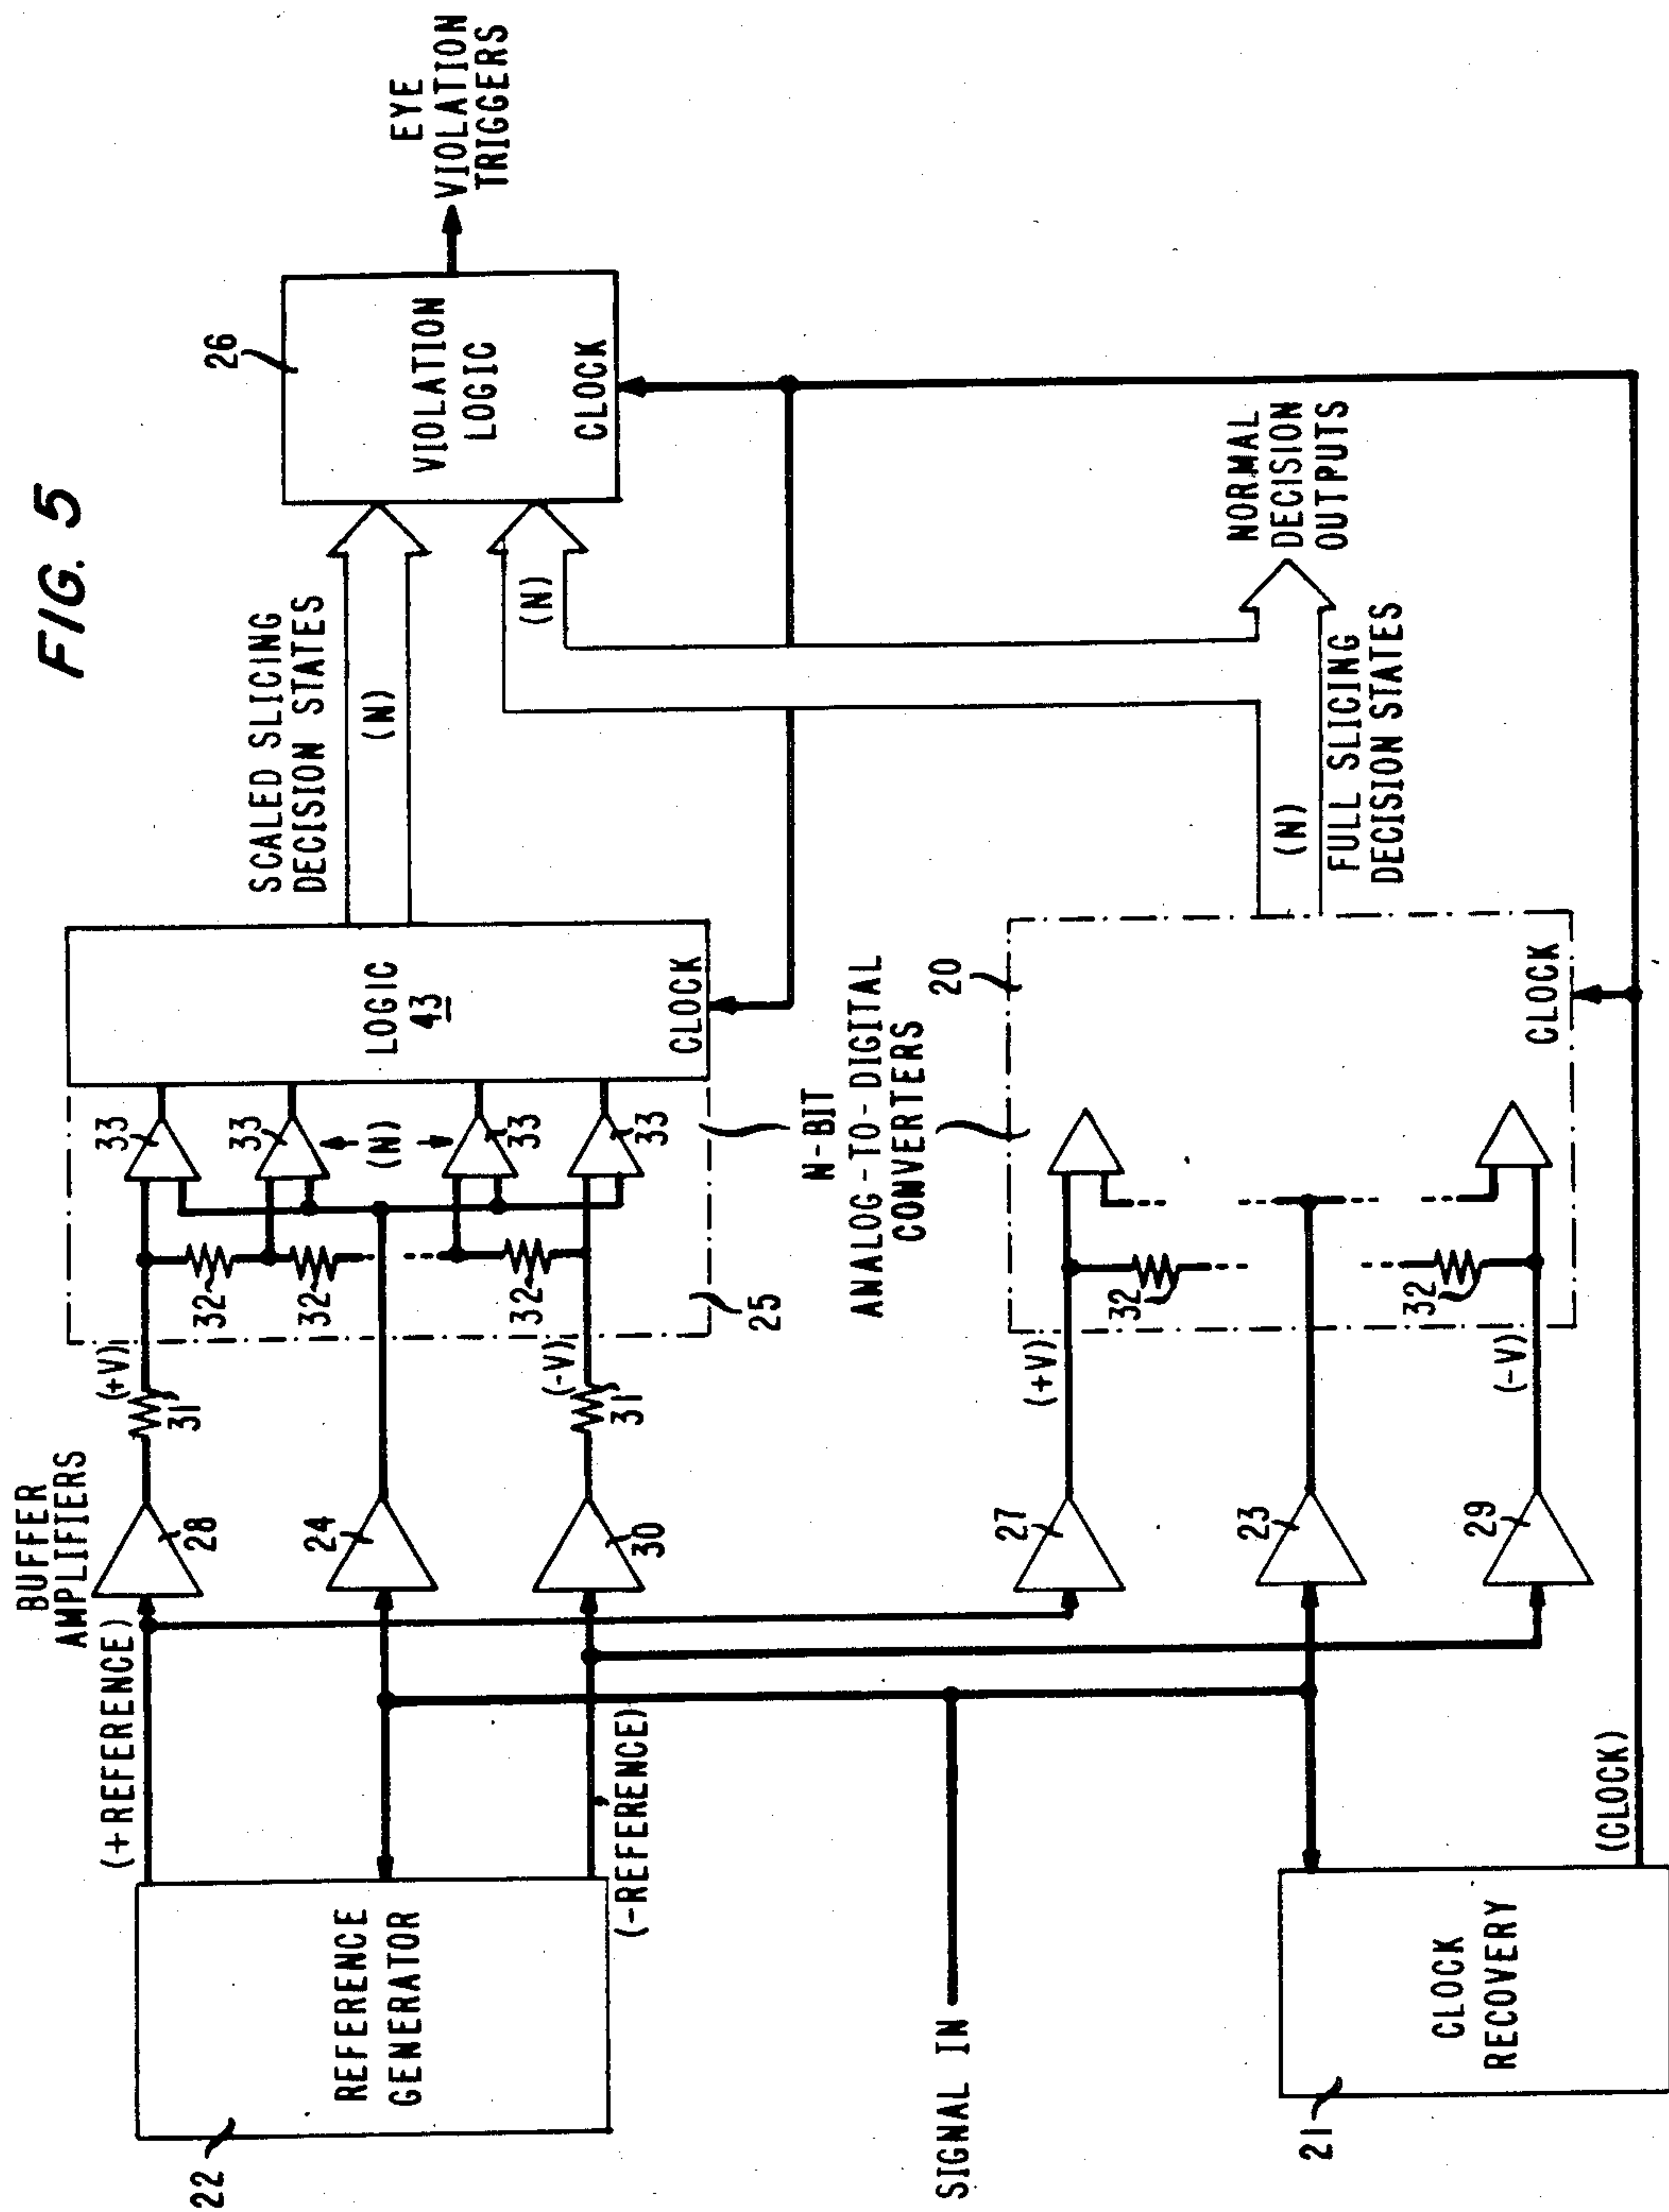 FIG. 5
22
REFERENCE
GENERATOR
(+REFERENCE)
(-REFERENCE)
BUFFER
AMPLIFIERS
28
24
30
(+V)
31
(-V)
31
32
32
32
25
33
33
(N)
33
33
LOGIC
43
CLOCK
SCALED SLICING
DECISION STATES
(N)
26
VIOLATION
LOGIC
CLOCK
EYE
VIOLATION
TRIGGERS
(N)
SIGNAL IN
N-BIT
ANALOG-TO-DIGITAL
CONVERTERS
21
CLOCK
RECOVERY
(CLOCK)
27
23
29
(+V)
(-V)
32
32
20
CLOCK
(N)
FULL SLICING
DECISION STATES
NORMAL
DECISION
OUTPUTS